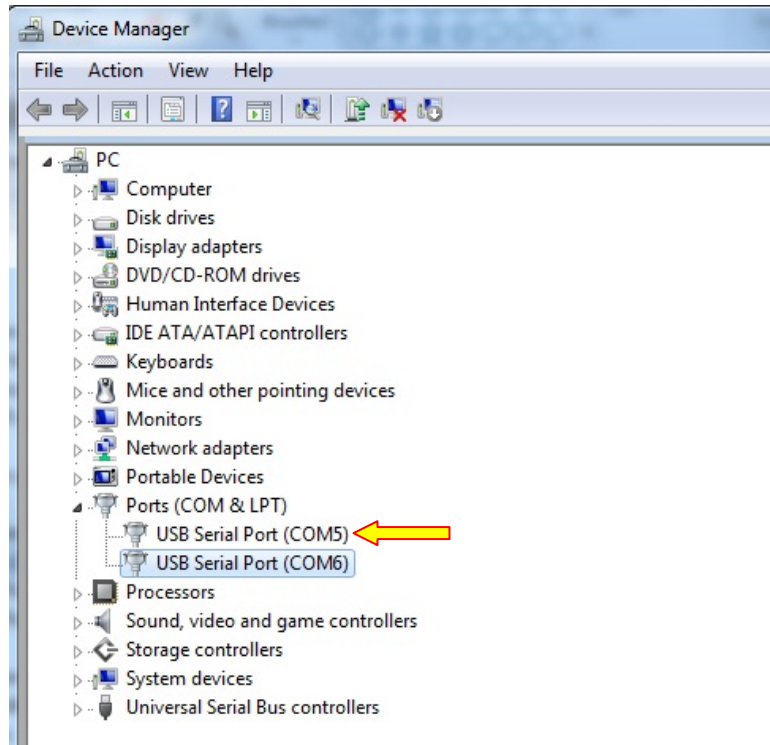 Device Manager
File Action View Help
?
PC
Computer
Disk drives
Display adapters
DVD/CD-ROM drives
Human Interface Devices
IDE ATA/ATAPI controllers
Keyboards
Mice and other pointing devices
Monitors
Network adapters
Portable Devices
Ports (COM & LPT)
USB Serial Port (COM5)
USB Serial Port (COM6)
Processors
Sound, video and game controllers
Storage controllers
System devices
Universal Serial Bus controllers